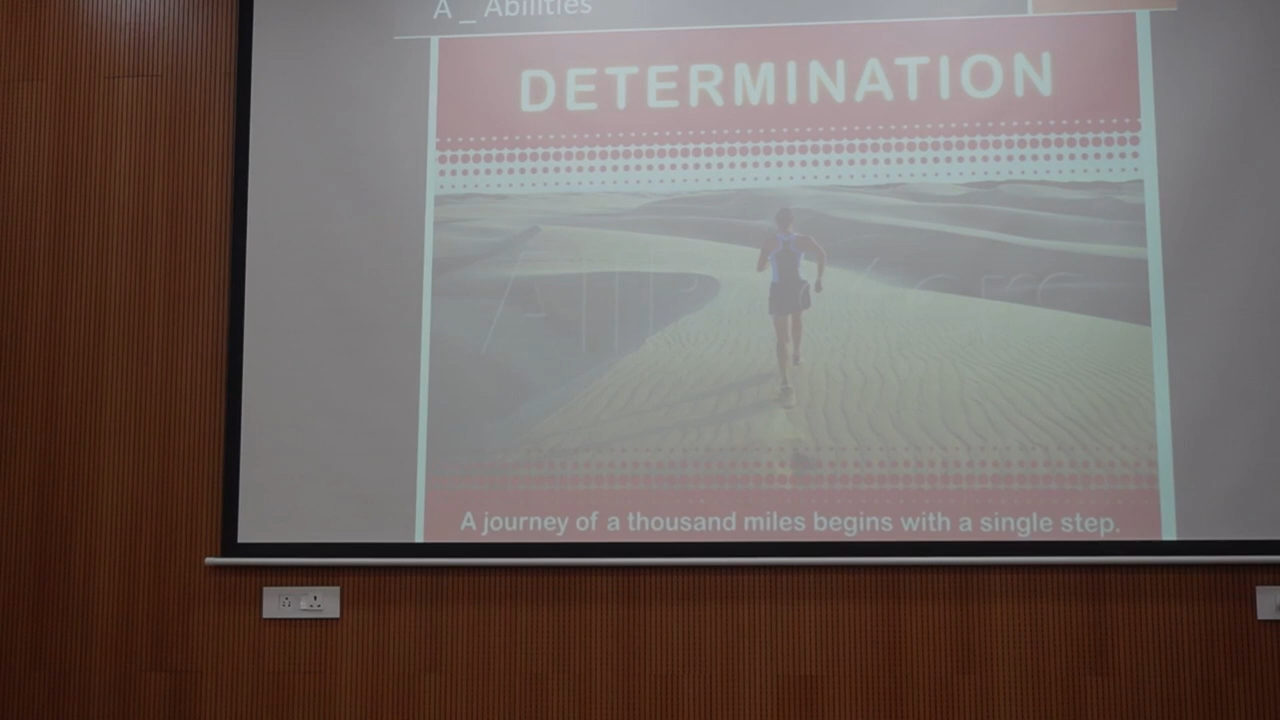 A _ Abilities
DETERMINATION
A journey of a thousand miles begins with a single step.